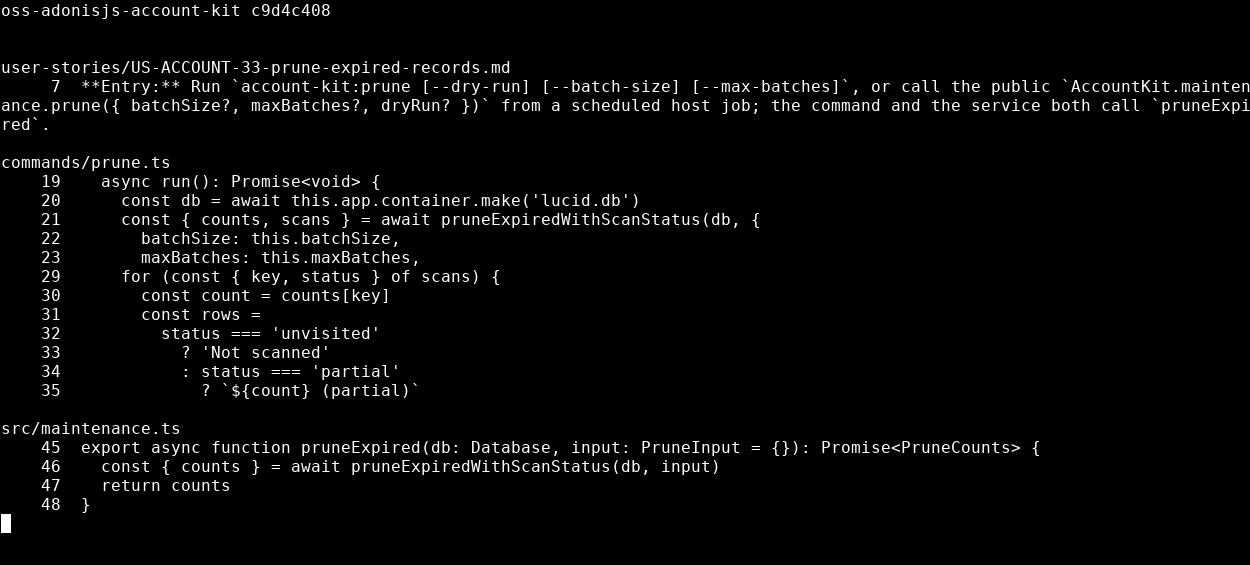 oss-adonisjs-account-kit c9d4c408
user-stories/US-ACCOUNT-33-prune-expired-records.md
     7  **Entry:** Run `account-kit:prune [--dry-run] [--batch-size] [--max-batches]`, or call the public `AccountKit.mainten
ance.prune({ batchSize?, maxBatches?, dryRun? })` from a scheduled host job; the command and the service both call `pruneExpi
red`.
commands/prune.ts
    19    async run(): Promise<void> {
    20      const db = await this.app.container.make('lucid.db')
    21      const { counts, scans } = await pruneExpiredWithScanStatus(db, {
    22        batchSize: this.batchSize,
    23        maxBatches: this.maxBatches,
    29      for (const { key, status } of scans) {
    30        const count = counts[key]
    31        const rows =
    32          status === 'unvisited'
    33            ? 'Not scanned'
    34            : status === 'partial'
    35              ? `${count} (partial)`
src/maintenance.ts
    45  export async function pruneExpired(db: Database, input: PruneInput = {}): Promise<PruneCounts> {
    46    const { counts } = await pruneExpiredWithScanStatus(db, input)
    47    return counts
    48  }